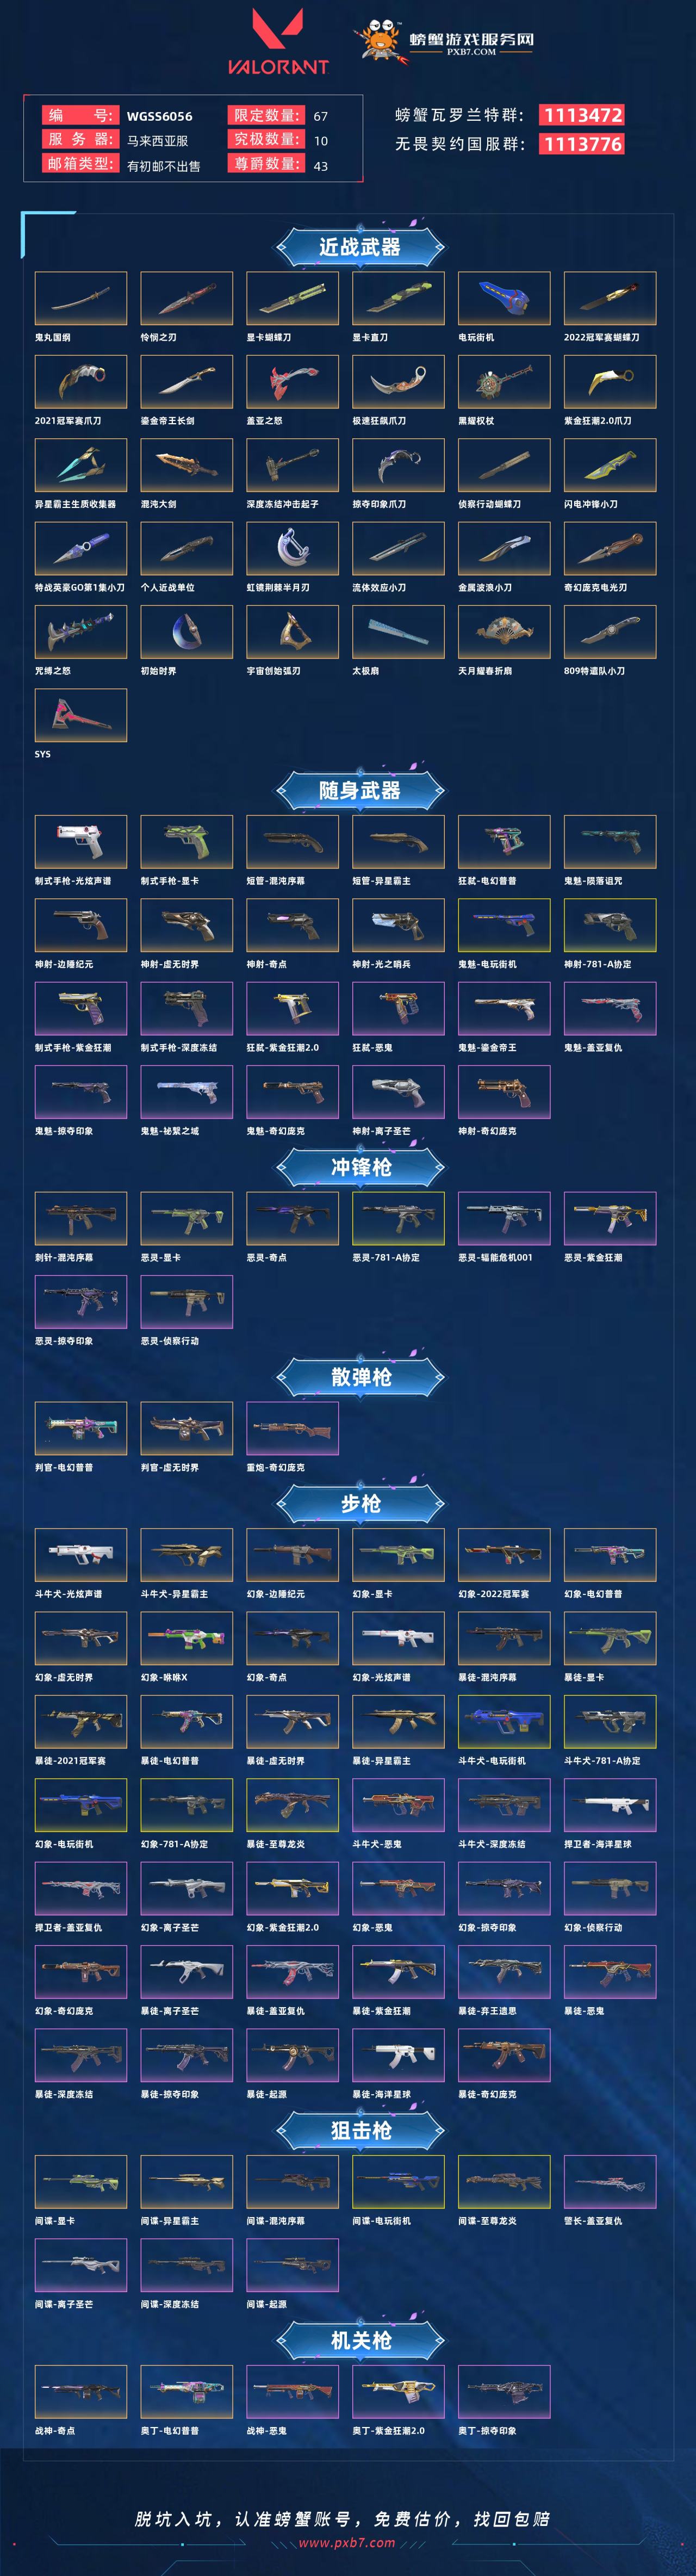 VALORANT
螃蟹游戏服务网
PXB7.COM
编 号: WGSS6056 限定数量: 67
服 务 器: 马来西亚服 究极数量: 10
邮箱类型: 有初邮不出售 尊爵数量: 43
螃蟹瓦罗兰特群: 1113472
无畏契约国服群: 1113776
近战武器
鬼丸国纲 怜悯之刃 显卡蝴蝶刀 显卡直刀 电玩街机 2022冠军赛蝴蝶刀
2021冠军赛爪刀 鎏金帝王长剑 盖亚之怒 极速狂飙爪刀 黑耀权杖 紫金狂潮2.0爪刀
异星霸主生质收集器 混沌大剑 深度冻结冲击起子 掠夺印象爪刀 侦察行动蝴蝶刀 闪电冲锋小刀
特战英豪GO第1集小刀 个人近战单位 虹镜荆棘半月刃 流体效应小刀 金属波浪小刀 奇幻庞克电光刃
咒缚之怒 初始时界 宇宙创始弧刃 太极扇 天月耀春折扇 809特遣队小刀
SYS
随身武器
制式手枪-光炫声谱 制式手枪-显卡 短管-混沌序幕 短管-异星霸主 狂弑-电幻普普 鬼魅-陨落诅咒
神射-边陲纪元 神射-虚无时界 神射-奇点 神射-光之哨兵 鬼魅-电玩街机 神射-781-A协定
制式手枪-紫金狂潮 制式手枪-深度冻结 狂弑-紫金狂潮2.0 狂弑-恶鬼 鬼魅-鎏金帝王 鬼魅-盖亚复仇
鬼魅-掠夺印象 鬼魅-祕繄之域 鬼魅-奇幻庞克 神射-离子圣芒 神射-奇幻庞克
冲锋枪
刺针-混沌序幕 恶灵-显卡 恶灵-奇点 恶灵-781-A协定 恶灵-辐能危机001 恶灵-紫金狂潮
恶灵-掠夺印象 恶灵-侦察行动
散弹枪
判官-电幻普普 判官-虚无时界 重炮-奇幻庞克
步枪
斗牛犬-光炫声谱 斗牛犬-异星霸主 幻象-边陲纪元 幻象-显卡 幻象-2022冠军赛 幻象-电幻普普
幻象-虚无时界 幻象-咻咻X 幻象-奇点 幻象-光炫声谱 暴徒-混沌序幕 暴徒-显卡
暴徒-2021冠军赛 暴徒-电幻普普 暴徒-虚无时界 暴徒-异星霸主 斗牛犬-电玩街机 斗牛犬-781-A协定
幻象-电玩街机 幻象-781-A协定 暴徒-至尊龙炎 斗牛犬-恶鬼 斗牛犬-深度冻结 捍卫者-海洋星球
捍卫者-盖亚复仇 幻象-离子圣芒 幻象-紫金狂潮2.0 幻象-恶鬼 幻象-掠夺印象 幻象-侦察行动
幻象-奇幻庞克 暴徒-离子圣芒 暴徒-盖亚复仇 暴徒-紫金狂潮 暴徒-弃王遗思 暴徒-恶鬼
暴徒-深度冻结 暴徒-掠夺印象 暴徒-起源 暴徒-海洋星球 暴徒-奇幻庞克
狙击枪
间谍-显卡 间谍-异星霸主 间谍-混沌序幕 间谍-电玩街机 间谍-至尊龙炎 警长-盖亚复仇
间谍-离子圣芒 间谍-深度冻结 间谍-起源
机关枪
战神-奇点 奥丁-电幻普普 战神-恶鬼 奥丁-紫金狂潮2.0 奥丁-掠夺印象
脱坑入坑，认准螃蟹账号，免费估价，找回包赔
www.pxb7.com